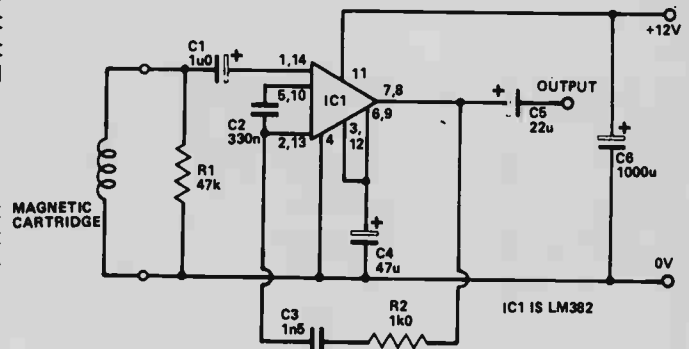 +12V
C1
1u0
+
1,14
11
5,10
IC1
7,8
6,9
+
OUTPUT
C5
22u
C2
330n
2,13
4
3,
12
+
C6
1000u
R1
47k
MAGNETIC
CARTRIDGE
+
C4
47u
0V
IC1 IS LM382
C3
1n5
R2
1k0